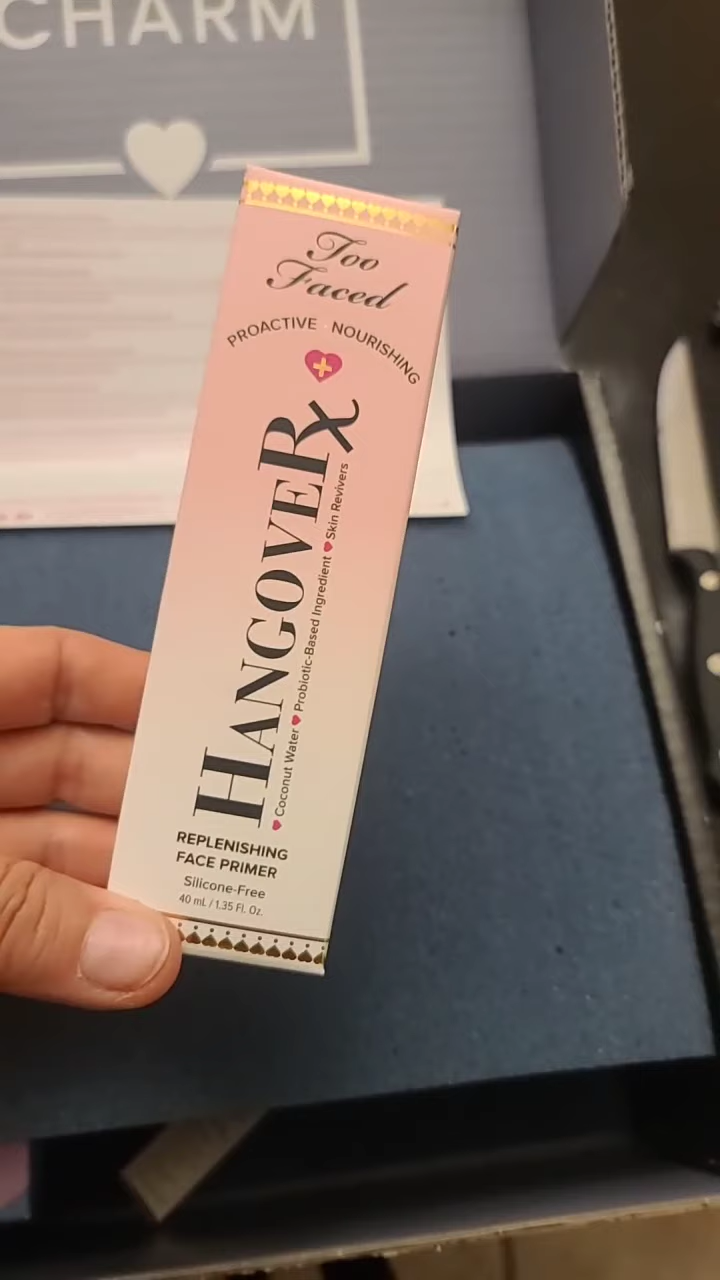 CHARM
Too
Faced
PROACTIVE · NOURISHING
HANGOVERx
♥ Coconut Water ♥ Probiotic-Based Ingredient ♥ Skin Revivers
REPLENISHING
FACE PRIMER
Silicone-Free
40 mL / 1.35 Fl. Oz.